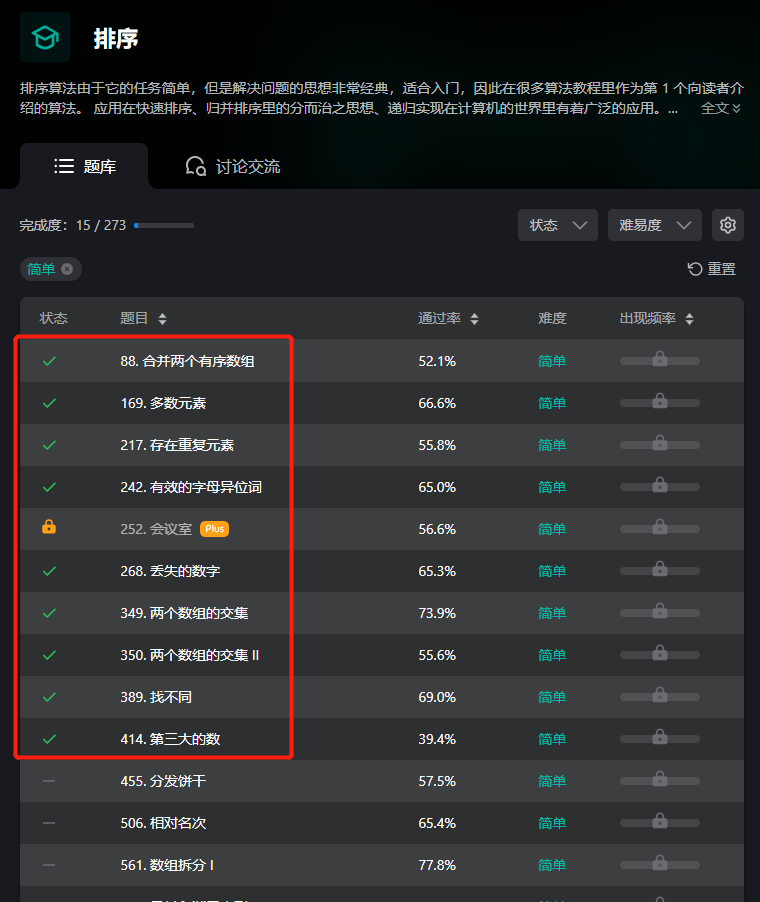 排序
排序算法由于它的任务简单，但是解决问题的思想非常经典，适合入门，因此在很多算法教程里作为第 1 个向读者介
绍的算法。 应用在快速排序、归并排序里的分而治之思想、递归实现在计算机的世界里有着广泛的应用。... 全文
题库 讨论交流
完成度： 15 / 273 状态 难易度
简单 重置
状态 题目 通过率 难度 出现频率
88. 合并两个有序数组 52.1% 简单
169. 多数元素 66.6% 简单
217. 存在重复元素 55.8% 简单
242. 有效的字母异位词 65.0% 简单
252. 会议室 Plus 56.6% 简单
268. 丢失的数字 65.3% 简单
349. 两个数组的交集 73.9% 简单
350. 两个数组的交集 II 55.6% 简单
389. 找不同 69.0% 简单
414. 第三大的数 39.4% 简单
455. 分发饼干 57.5% 简单
506. 相对名次 65.4% 简单
561. 数组拆分 I 77.8% 简单